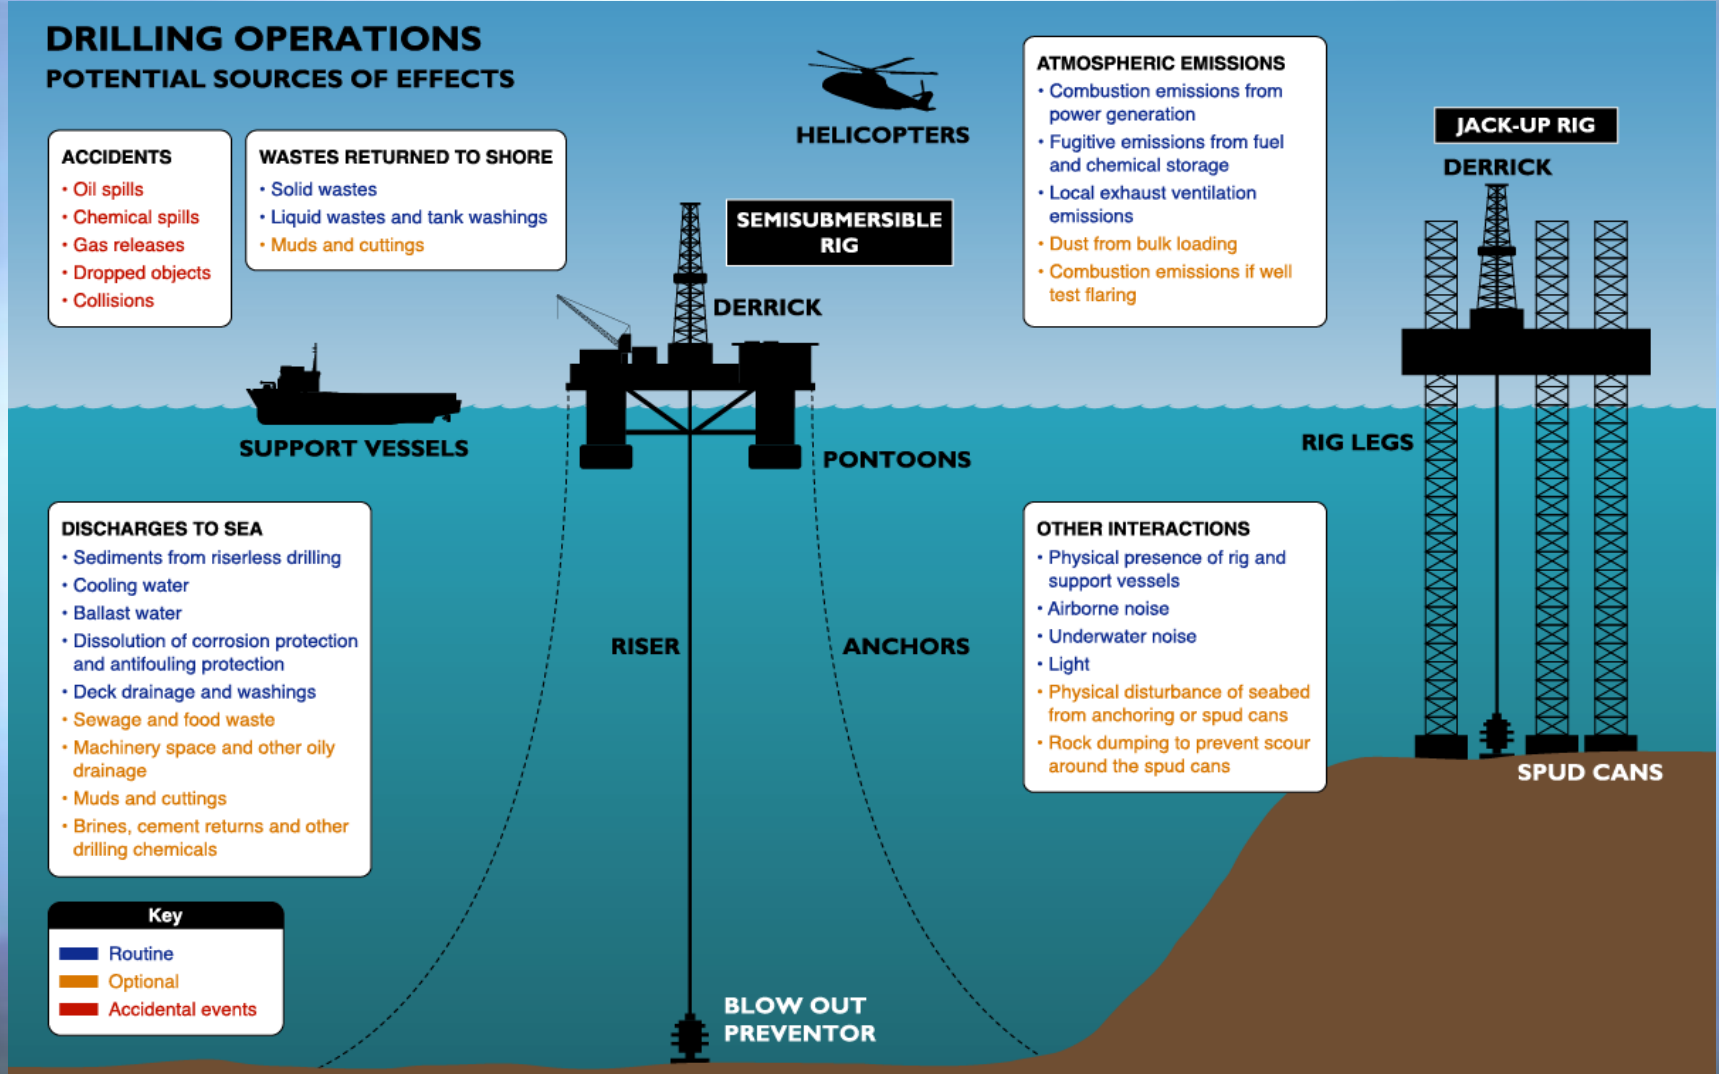 DRILLING OPERATIONS
POTENTIAL SOURCES OF EFFECTS
ACCIDENTS
• Oil spills
• Chemical spills
• Gas releases
• Dropped objects
• Collisions
WASTES RETURNED TO SHORE
• Solid wastes
• Liquid wastes and tank washings
• Muds and cuttings
HELICOPTERS
SEMISUBMERSIBLE
RIG
DERRICK
ATMOSPHERIC EMISSIONS
• Combustion emissions from
power generation
• Fugitive emissions from fuel
and chemical storage
• Local exhaust ventilation
emissions
• Dust from bulk loading
• Combustion emissions if well
test flaring
JACK-UP RIG
DERRICK
SUPPORT VESSELS
PONTOONS
RIG LEGS
DISCHARGES TO SEA
• Sediments from riserless drilling
• Cooling water
• Ballast water
• Dissolution of corrosion protection
and antifouling protection
• Deck drainage and washings
• Sewage and food waste
• Machinery space and other oily
drainage
• Muds and cuttings
• Brines, cement returns and other
drilling chemicals
RISER
ANCHORS
OTHER INTERACTIONS
• Physical presence of rig and
support vessels
• Airborne noise
• Underwater noise
• Light
• Physical disturbance of seabed
from anchoring or spud cans
• Rock dumping to prevent scour
around the spud cans
SPUD CANS
Key
Routine
Optional
Accidental events
BLOW OUT
PREVENTOR